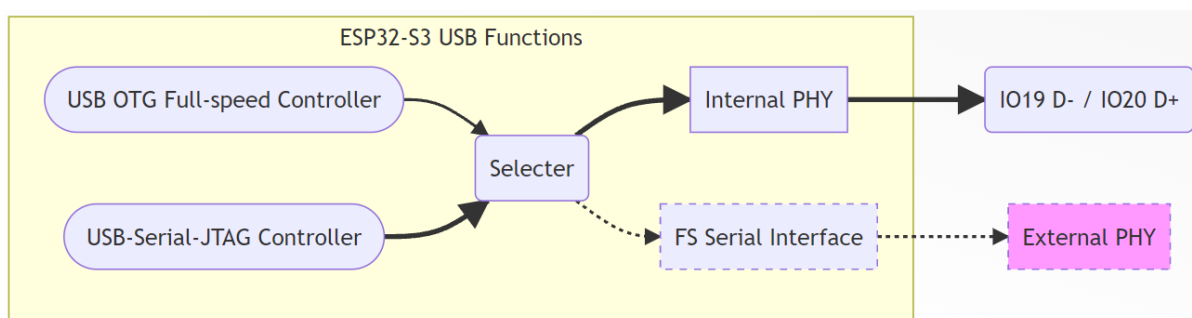 ESP32-S3 USB Functions
USB OTG Full-speed Controller
Internal PHY
IO19 D- / IO20 D+
Selecter
USB-Serial-JTAG Controller
FS Serial Interface
External PHY